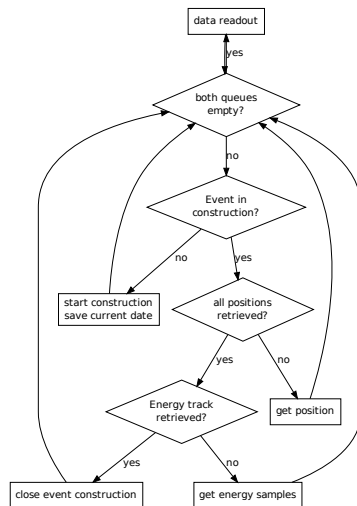 data readout
yes
both queues
empty?
no
Event in
construction?
no
yes
start construction
save current date
all positions
retrieved?
yes
no
Energy track
retrieved?
get position
yes
no
close event construction
get energy samples